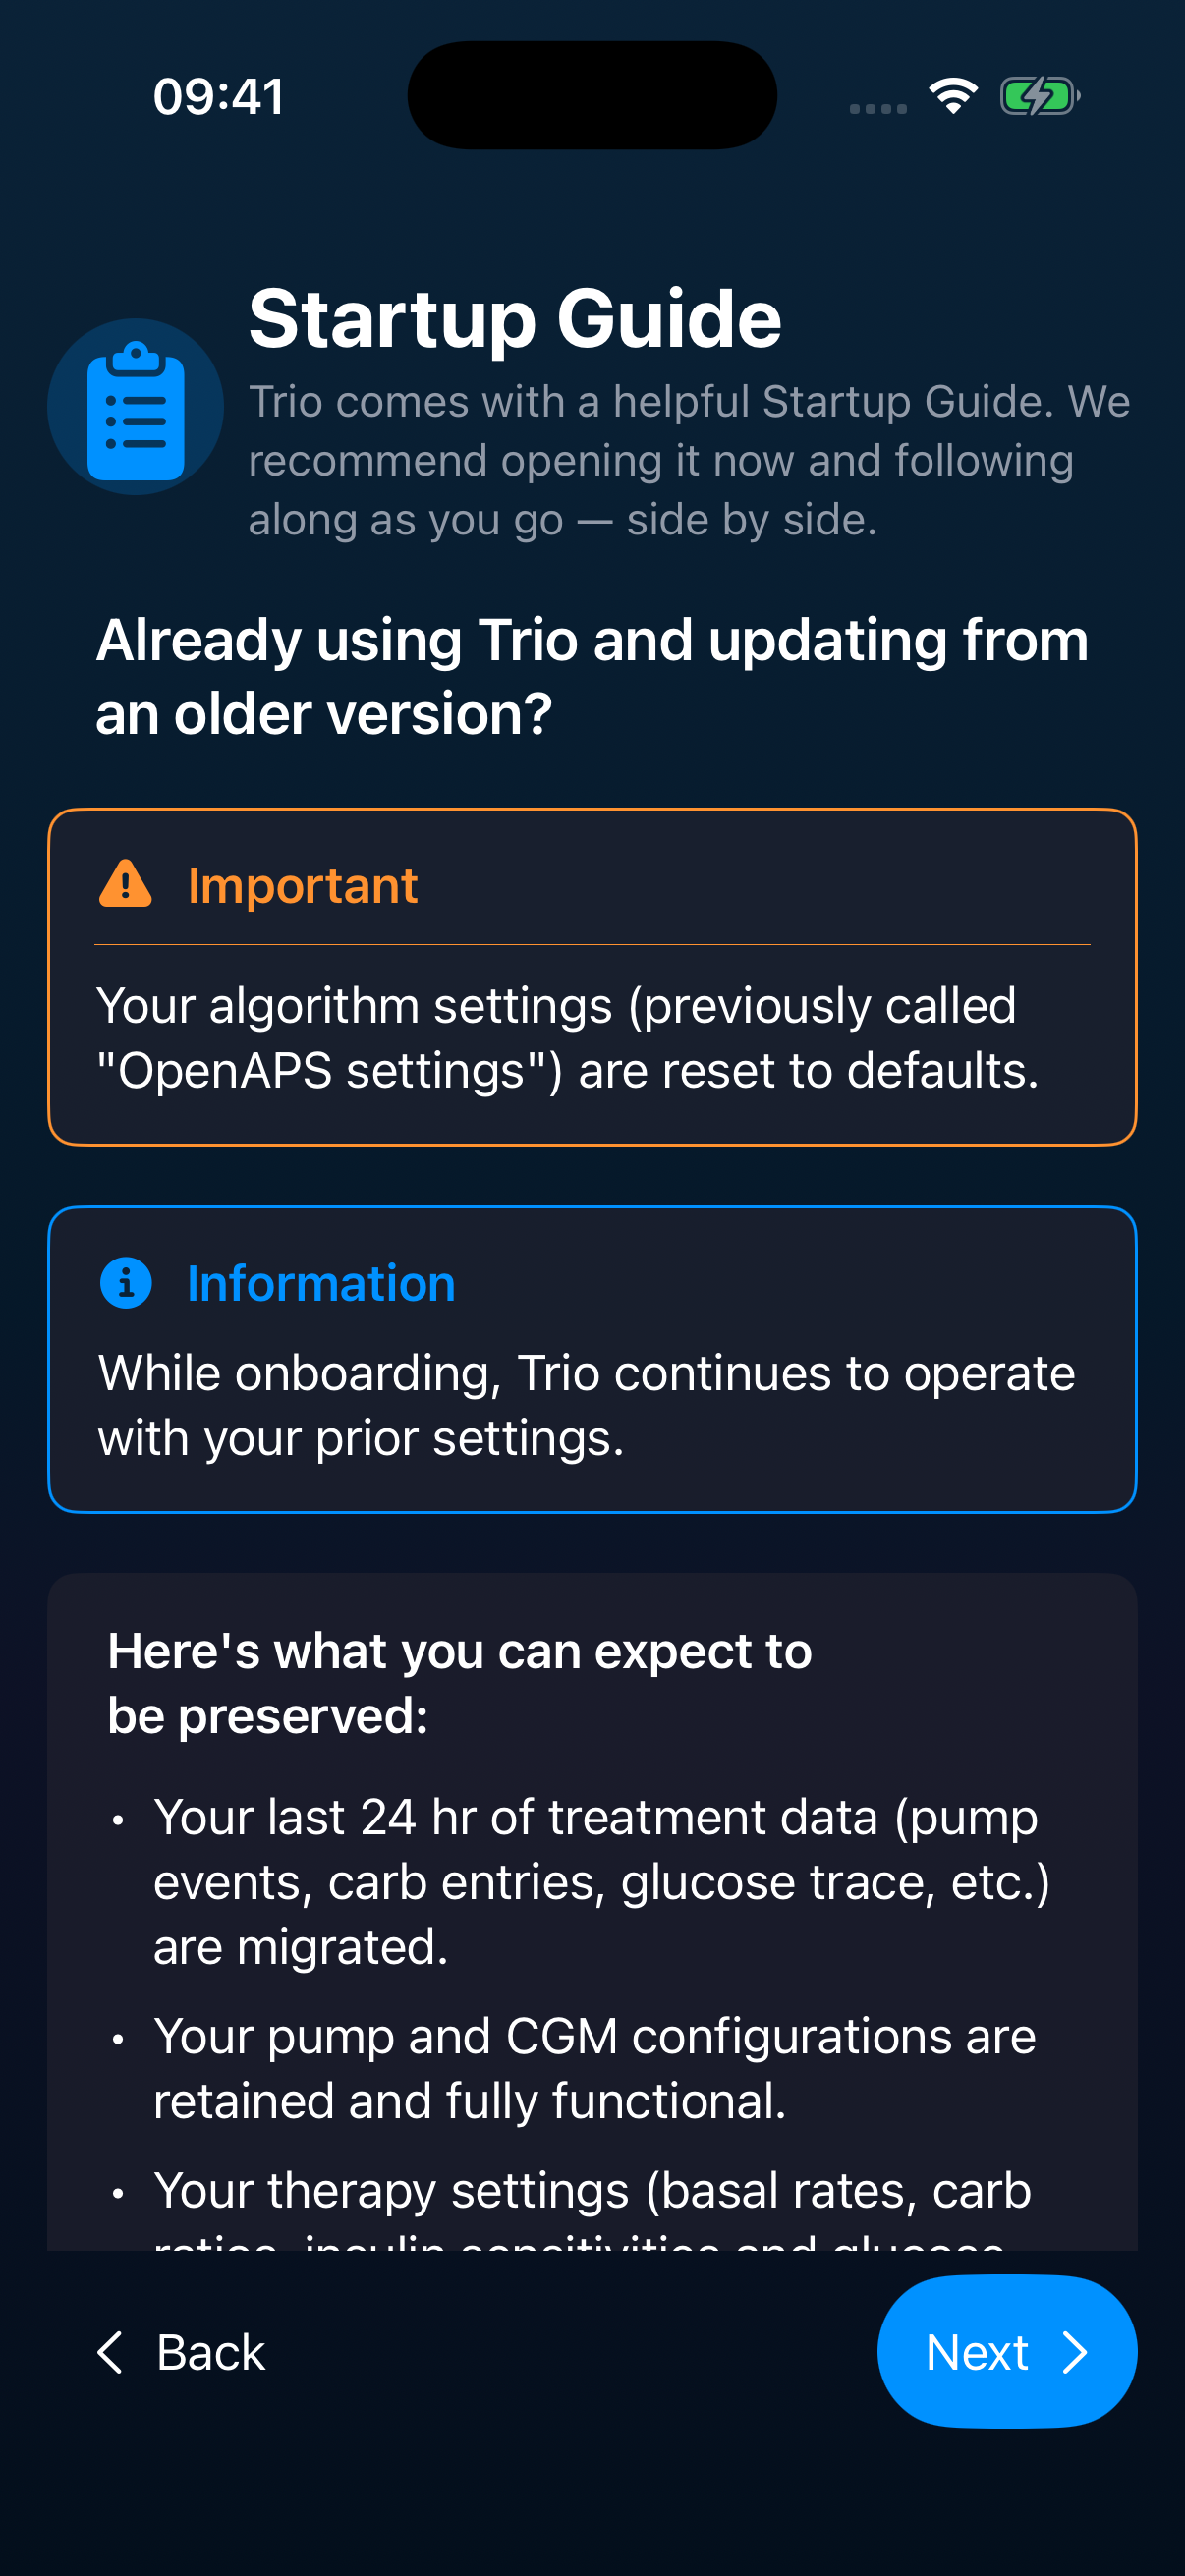 09:41
Startup Guide
Trio comes with a helpful Startup Guide. We
recommend opening it now and following
along as you go — side by side.
Already using Trio and updating from
an older version?
Important
Your algorithm settings (previously called
"OpenAPS settings") are reset to defaults.
Information
While onboarding, Trio continues to operate
with your prior settings.
Here's what you can expect to
be preserved:
• Your last 24 hr of treatment data (pump
events, carb entries, glucose trace, etc.)
are migrated.
• Your pump and CGM configurations are
retained and fully functional.
• Your therapy settings (basal rates, carb
ratios, insulin sensitivities and glucose
Back
Next